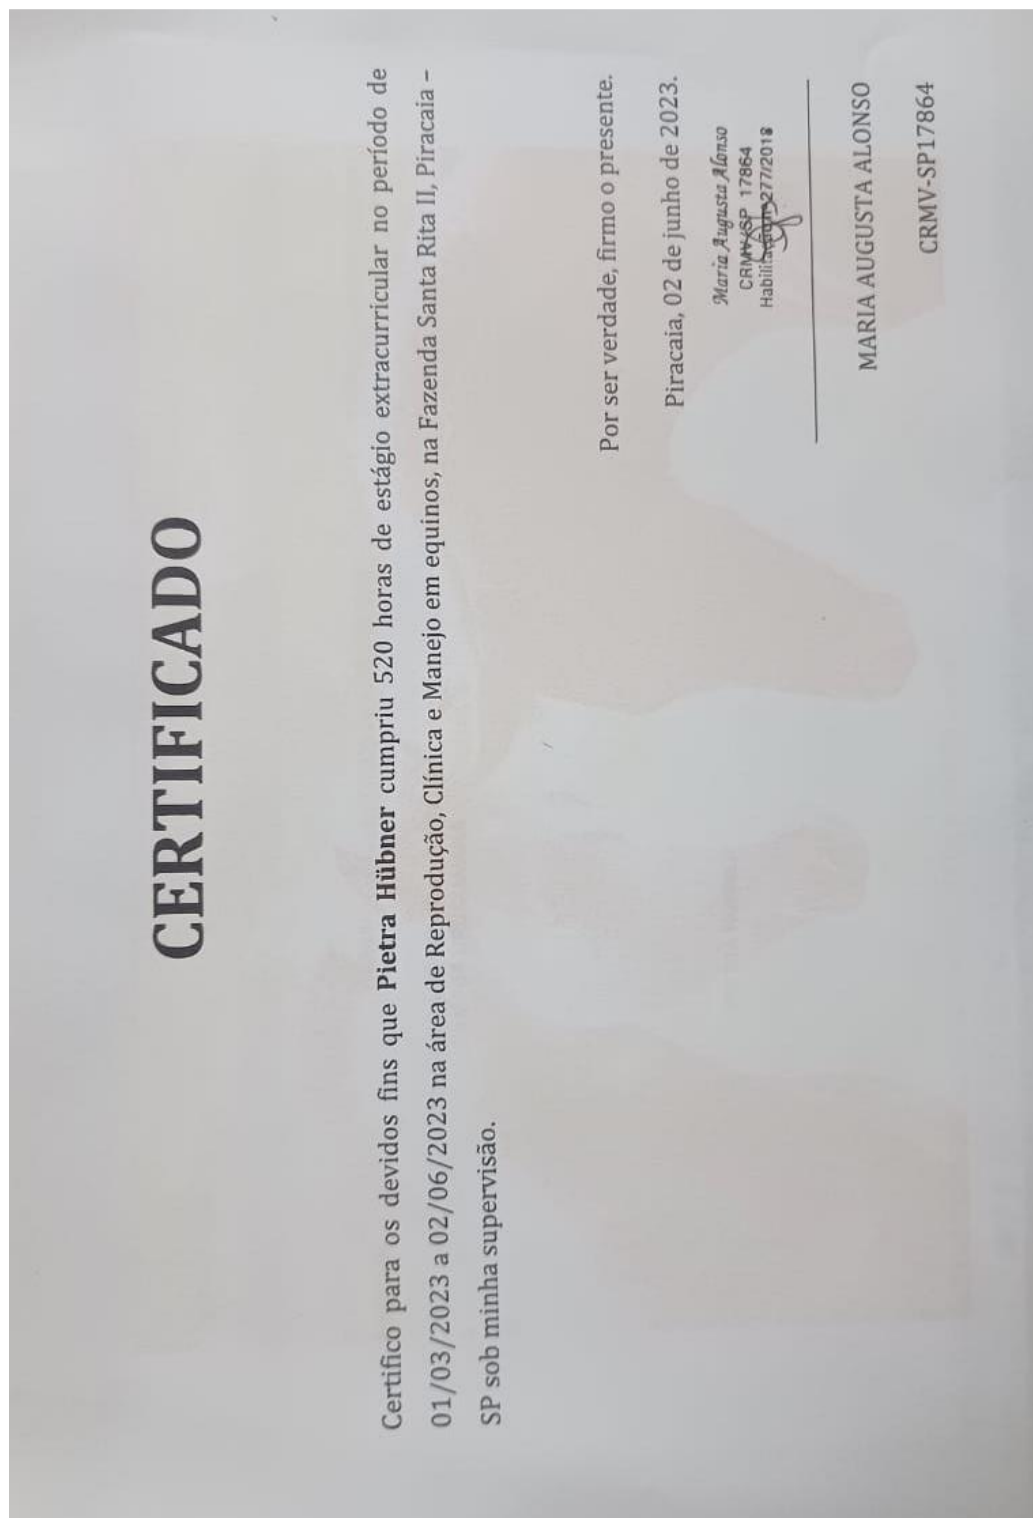 CERTIFICADO
Certifico para os devidos fins que Pietra Hübner cumpriu 520 horas de estágio extracurricular no período de
01/03/2023 a 02/06/2023 na área de Reprodução, Clínica e Manejo em equinos, na Fazenda Santa Rita II, Piracaia –
SP sob minha supervisão.
Por ser verdade, firmo o presente.
Piracaia, 02 de junho de 2023.
Maria Augusta Alonso
CRMV-SP 17864
277/2018
MARIA AUGUSTA ALONSO
CRMV-SP17864